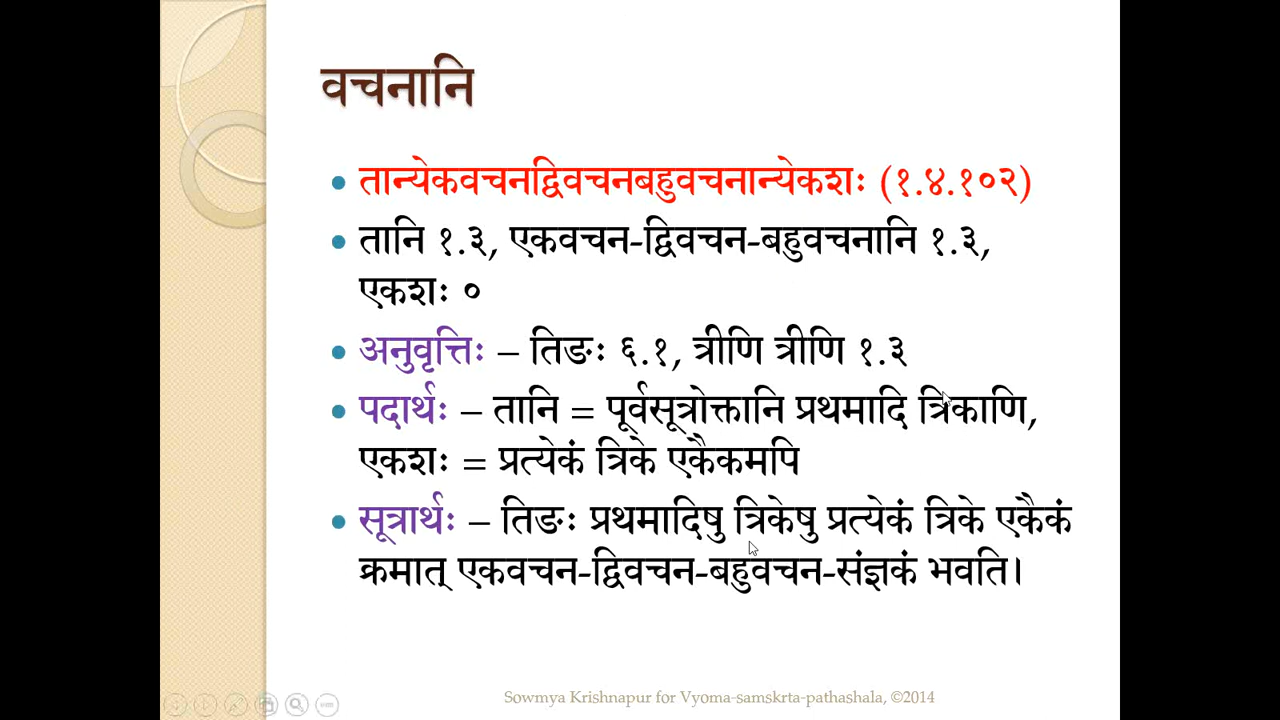 वचनानि
तान्येकवचनद्विवचनबहुवचनान्येकशः (१.४.१०२)
तानि १.३, एकवचन-द्विवचन-बहुवचनानि १.३,
एकशः ०
अनुवृत्तिः – तिङः ६.१, त्रीणि त्रीणि १.३
पदार्थः – तानि = पूर्वसूत्रोक्तानि प्रथमादि त्रिकाणि,
एकशः = प्रत्येकं त्रिके एकैकमपि
सूत्रार्थः – तिङः प्रथमादिषु त्रिकेषु प्रत्येकं त्रिके एकैकं
क्रमात् एकवचन-द्विवचन-बहुवचन-संज्ञकं भवति।
Sowmya Krishnapur for Vyoma-samskrta-pathashala, ©2014